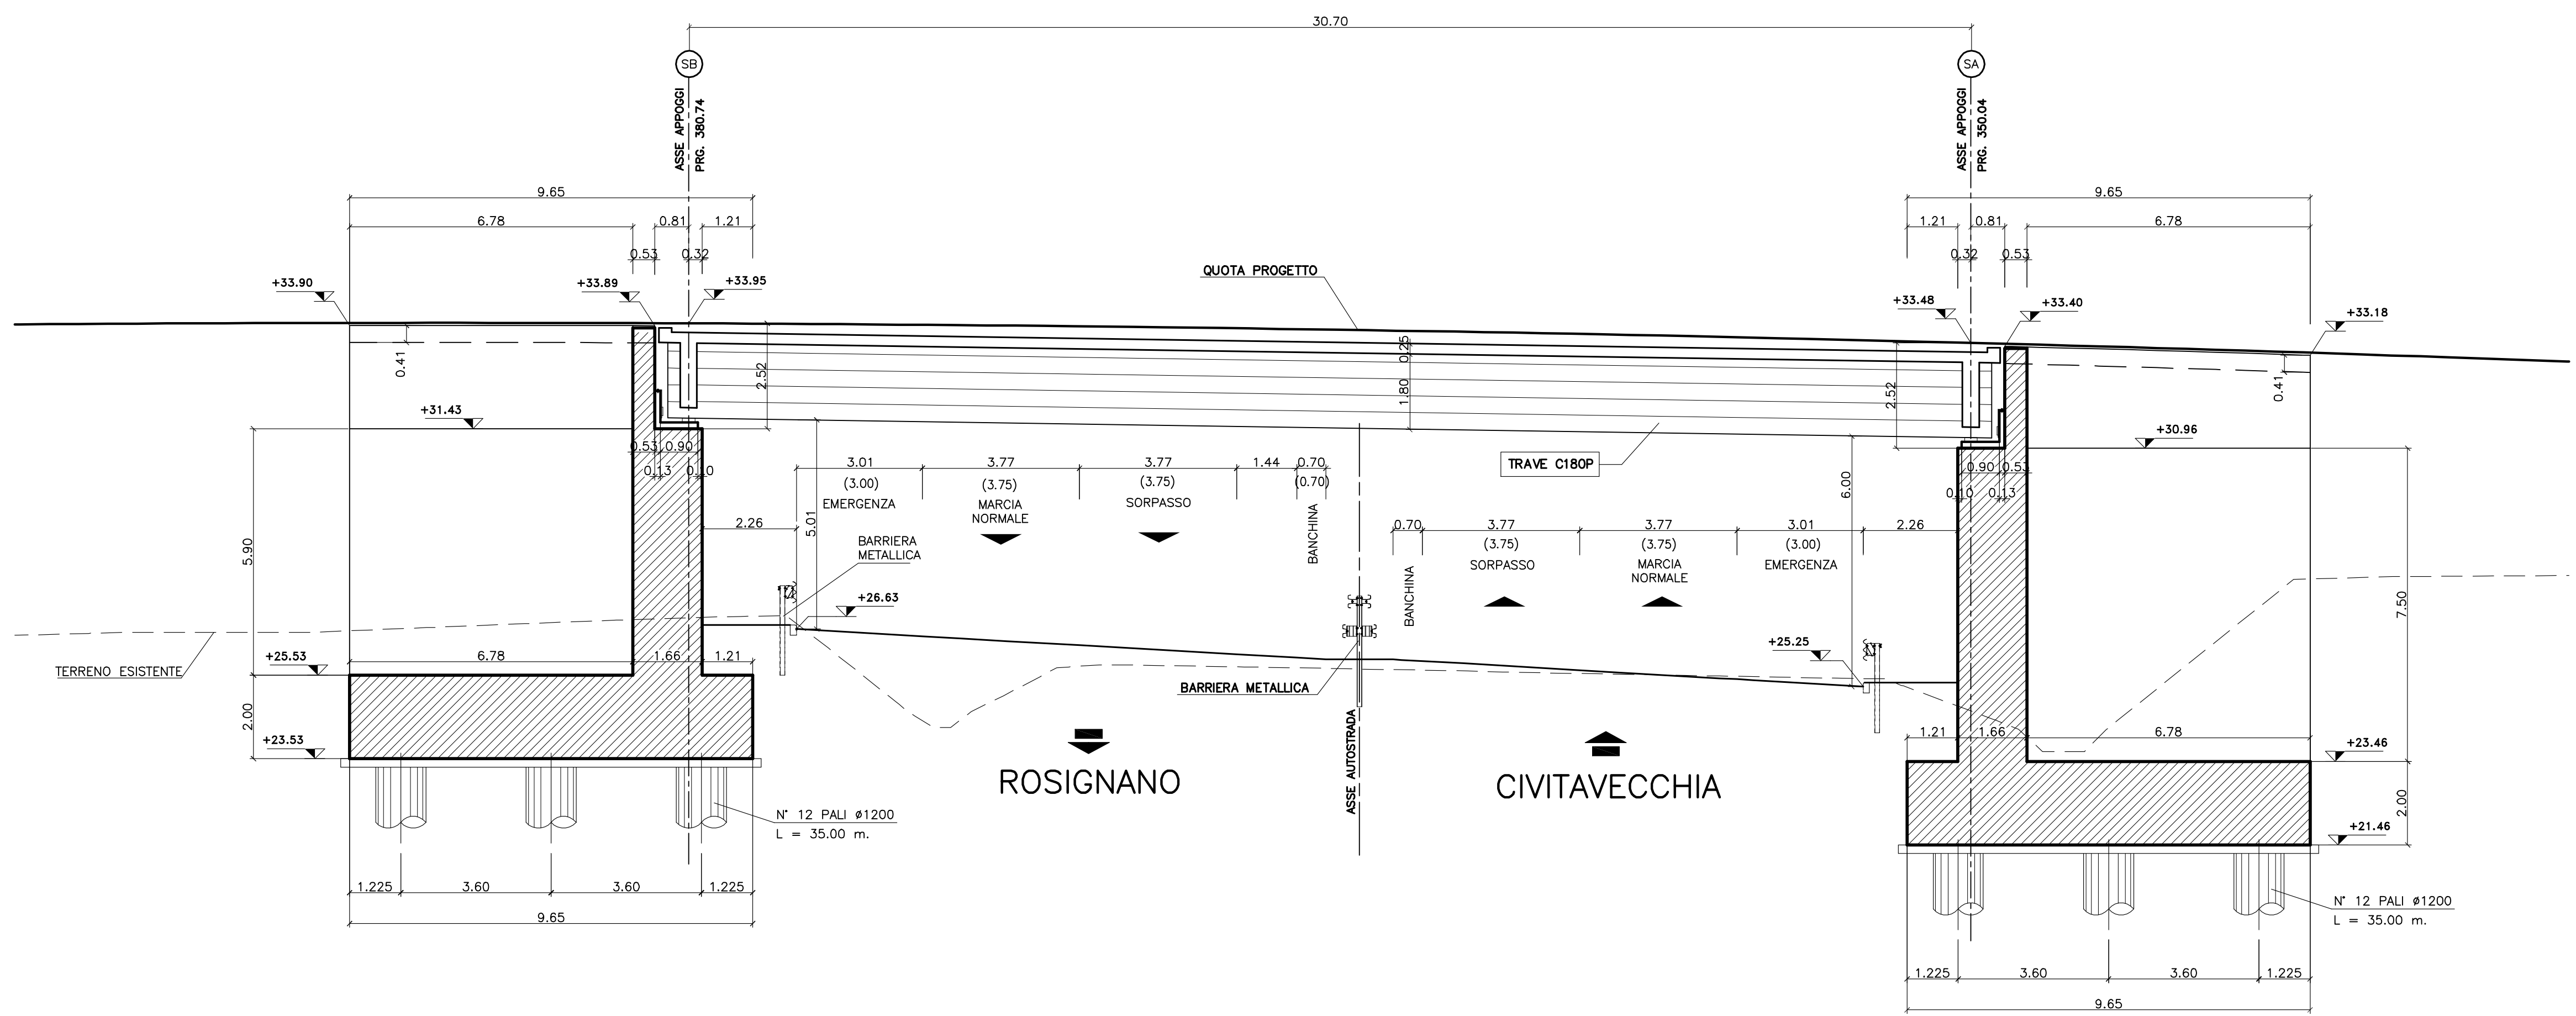 30.70
SB
SA
ASSE APPOGGI
PRG. 380.74
ASSE APPOGGI
PRG. 350.04
9.65
9.65
6.78
0.81
1.21
1.21
0.81
6.78
0.53
0.32
0.32
0.53
QUOTA PROGETTO
+33.90
+33.89
+33.95
+33.48
+33.40
+33.18
0.41
2.52
0.25
1.80
2.52
0.41
+31.43
+30.96
0.53
0.90
0.13
0.10
TRAVE C180P
0.90
0.53
0.10
0.13
3.01
(3.00)
EMERGENZA
3.77
(3.75)
MARCIA
NORMALE
3.77
(3.75)
SORPASSO
1.44
0.70
(0.70)
BANCHINA
6.00
5.01
2.26
BARRIERA
METALLICA
0.70
BANCHINA
3.77
(3.75)
SORPASSO
3.77
(3.75)
MARCIA
NORMALE
3.01
(3.00)
EMERGENZA
2.26
5.90
7.50
+26.63
+25.25
TERRENO ESISTENTE
+25.53
6.78
1.66
1.21
BARRIERA METALLICA
2.00
+23.53
1.21
1.66
6.78
+23.46
ROSIGNANO
ASSE AUTOSTRADA
CIVITAVECCHIA
2.00
+21.46
N° 12 PALI ø1200
L = 35.00 m.
1.225
3.60
3.60
1.225
9.65
N° 12 PALI ø1200
L = 35.00 m.
1.225
3.60
3.60
1.225
9.65